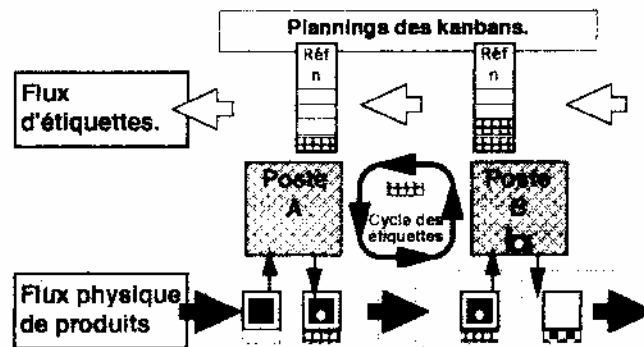 Plannings des kanbans.
Réf
n
Réf
n
Flux
d'étiquettes.
Poste
A
Cycle des
étiquettes
Poste
B
Flux physique
de produits